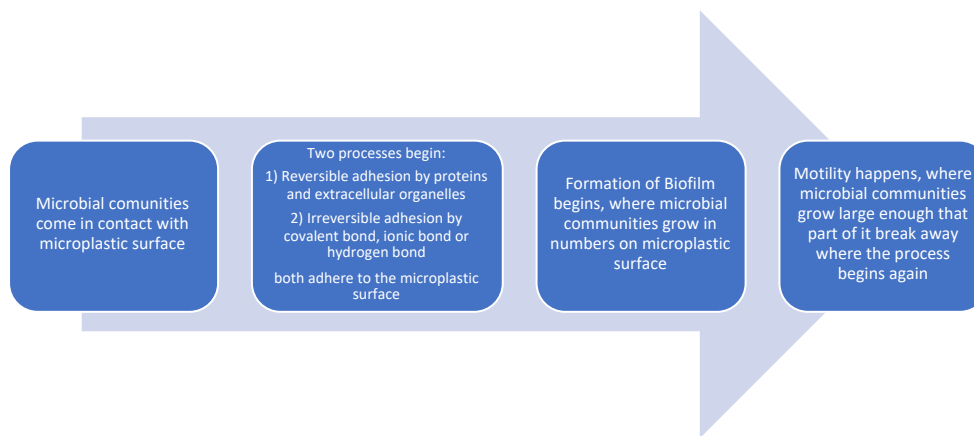 Microbial comunities
come in contact with
microplastic surface
Two processes begin:
1) Reversible adhesion by proteins
and extracellular organelles
2) Irreversible adhesion by
covalent bond, ionic bond or
hydrogen bond
both adhere to the microplastic
surface
Formation of Biofilm
begins, where microbial
communities grow in
numbers on microplastic
surface
Motility happens, where
microbial communities
grow large enough that
part of it break away
where the process
begins again